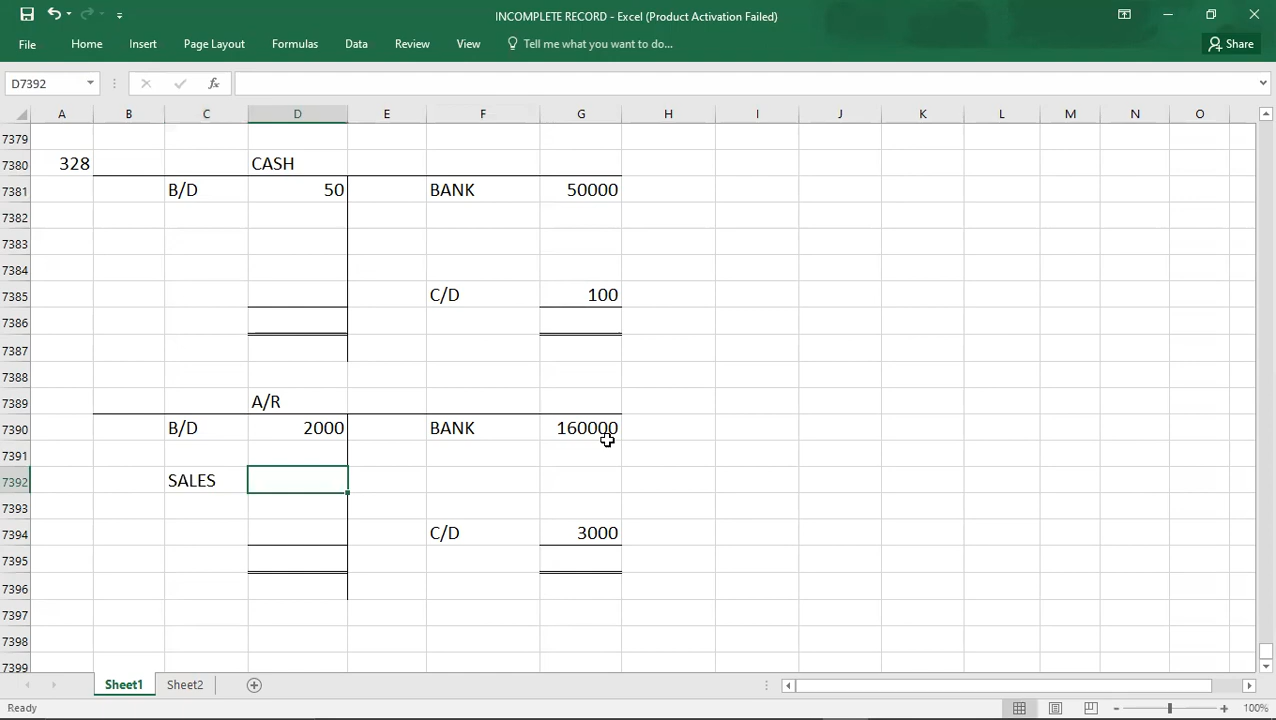 INCOMPLETE RECORD - Excel (Product Activation Failed)
File Home Insert Page Layout Formulas Data Review View Tell me what you want to do... Share
D7392 fx
A B C D E F G H I J K L M N O
7379
7380 328 CASH
7381 B/D 50 BANK 50000
7382
7383
7384
7385 C/D 100
7386
7387
7388
7389 A/R
7390 B/D 2000 BANK 160000
7391
7392 SALES
7393
7394 C/D 3000
7395
7396
7397
7398
7399
Sheet1 Sheet2
Ready 100%